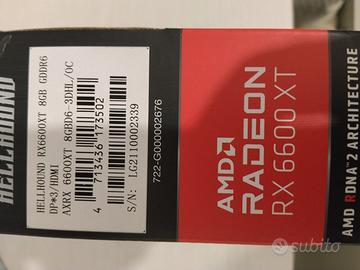 HELLHOUND
HELLHOUND RX6600XT 8GB GDDR6
DP*3/HDMI
AXRX 6600XT 8GBD6-3DHL/OC
4 713436 173502
S/N: LG2110002339
722-G000002676
AMD
RADEON
RX 6600 XT
AMD RDNA 2 ARCHITECTURE
subito